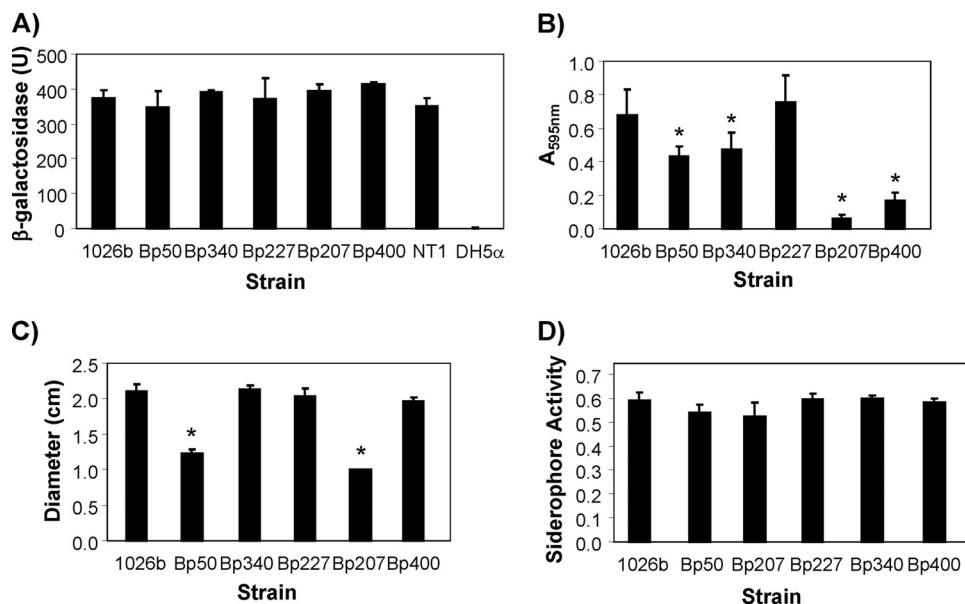 A)
β-galactosidase (U)
500
400
300
200
100
0
1026b Bp50 Bp340 Bp227 Bp207 Bp400 NT1 DH5α
Strain
B)
A595nm
1.0
0.8
0.6
0.4
0.2
0.0
* * * *
1026b Bp50 Bp340 Bp227 Bp207 Bp400
Strain
C)
Diameter (cm)
2.5
2.0
1.5
1.0
0.5
0.0
* *
1026b Bp50 Bp340 Bp227 Bp207 Bp400
Strain
D)
Siderophore Activity
0.7
0.6
0.5
0.4
0.3
0.2
0.1
0.0
1026b Bp50 Bp207 Bp227 Bp340 Bp400
Strain